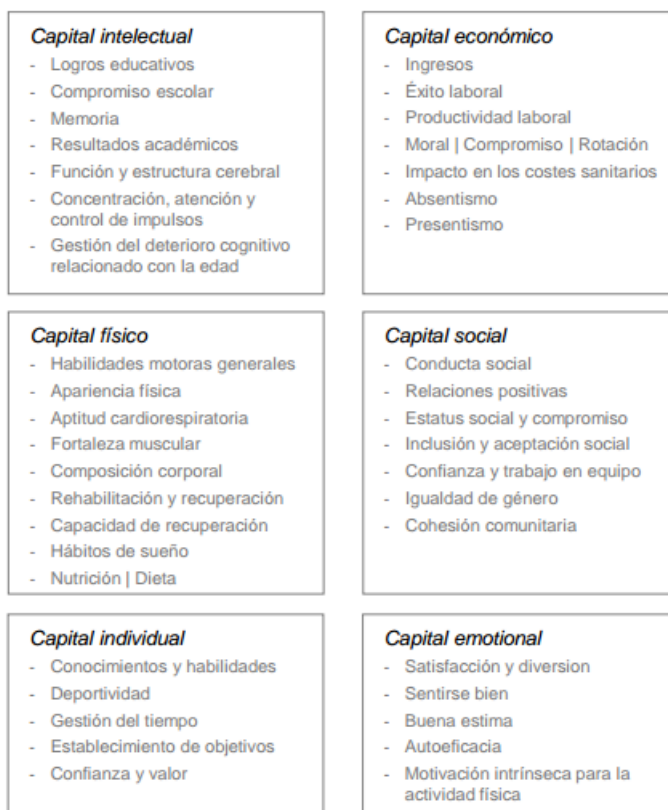 Capital intelectual
- Logros educativos
- Compromiso escolar
- Memoria
- Resultados académicos
- Función y estructura cerebral
- Concentración, atención y
control de impulsos
- Gestión del deterioro cognitivo
relacionado con la edad
Capital económico
- Ingresos
- Éxito laboral
- Productividad laboral
- Moral | Compromiso | Rotación
- Impacto en los costes sanitarios
- Absentismo
- Presentismo
Capital físico
- Habilidades motoras generales
- Apariencia física
- Aptitud cardiorespiratoria
- Fortaleza muscular
- Composición corporal
- Rehabilitación y recuperación
- Capacidad de recuperación
- Hábitos de sueño
- Nutrición | Dieta
Capital social
- Conducta social
- Relaciones positivas
- Estatus social y compromiso
- Inclusión y aceptación social
- Confianza y trabajo en equipo
- Igualdad de género
- Cohesión comunitaria
Capital individual
- Conocimientos y habilidades
- Deportividad
- Gestión del tiempo
- Establecimiento de objetivos
- Confianza y valor
Capital emotional
- Satisfacción y diversion
- Sentirse bien
- Buena estima
- Autoeficacia
- Motivación intrínseca para la
actividad física